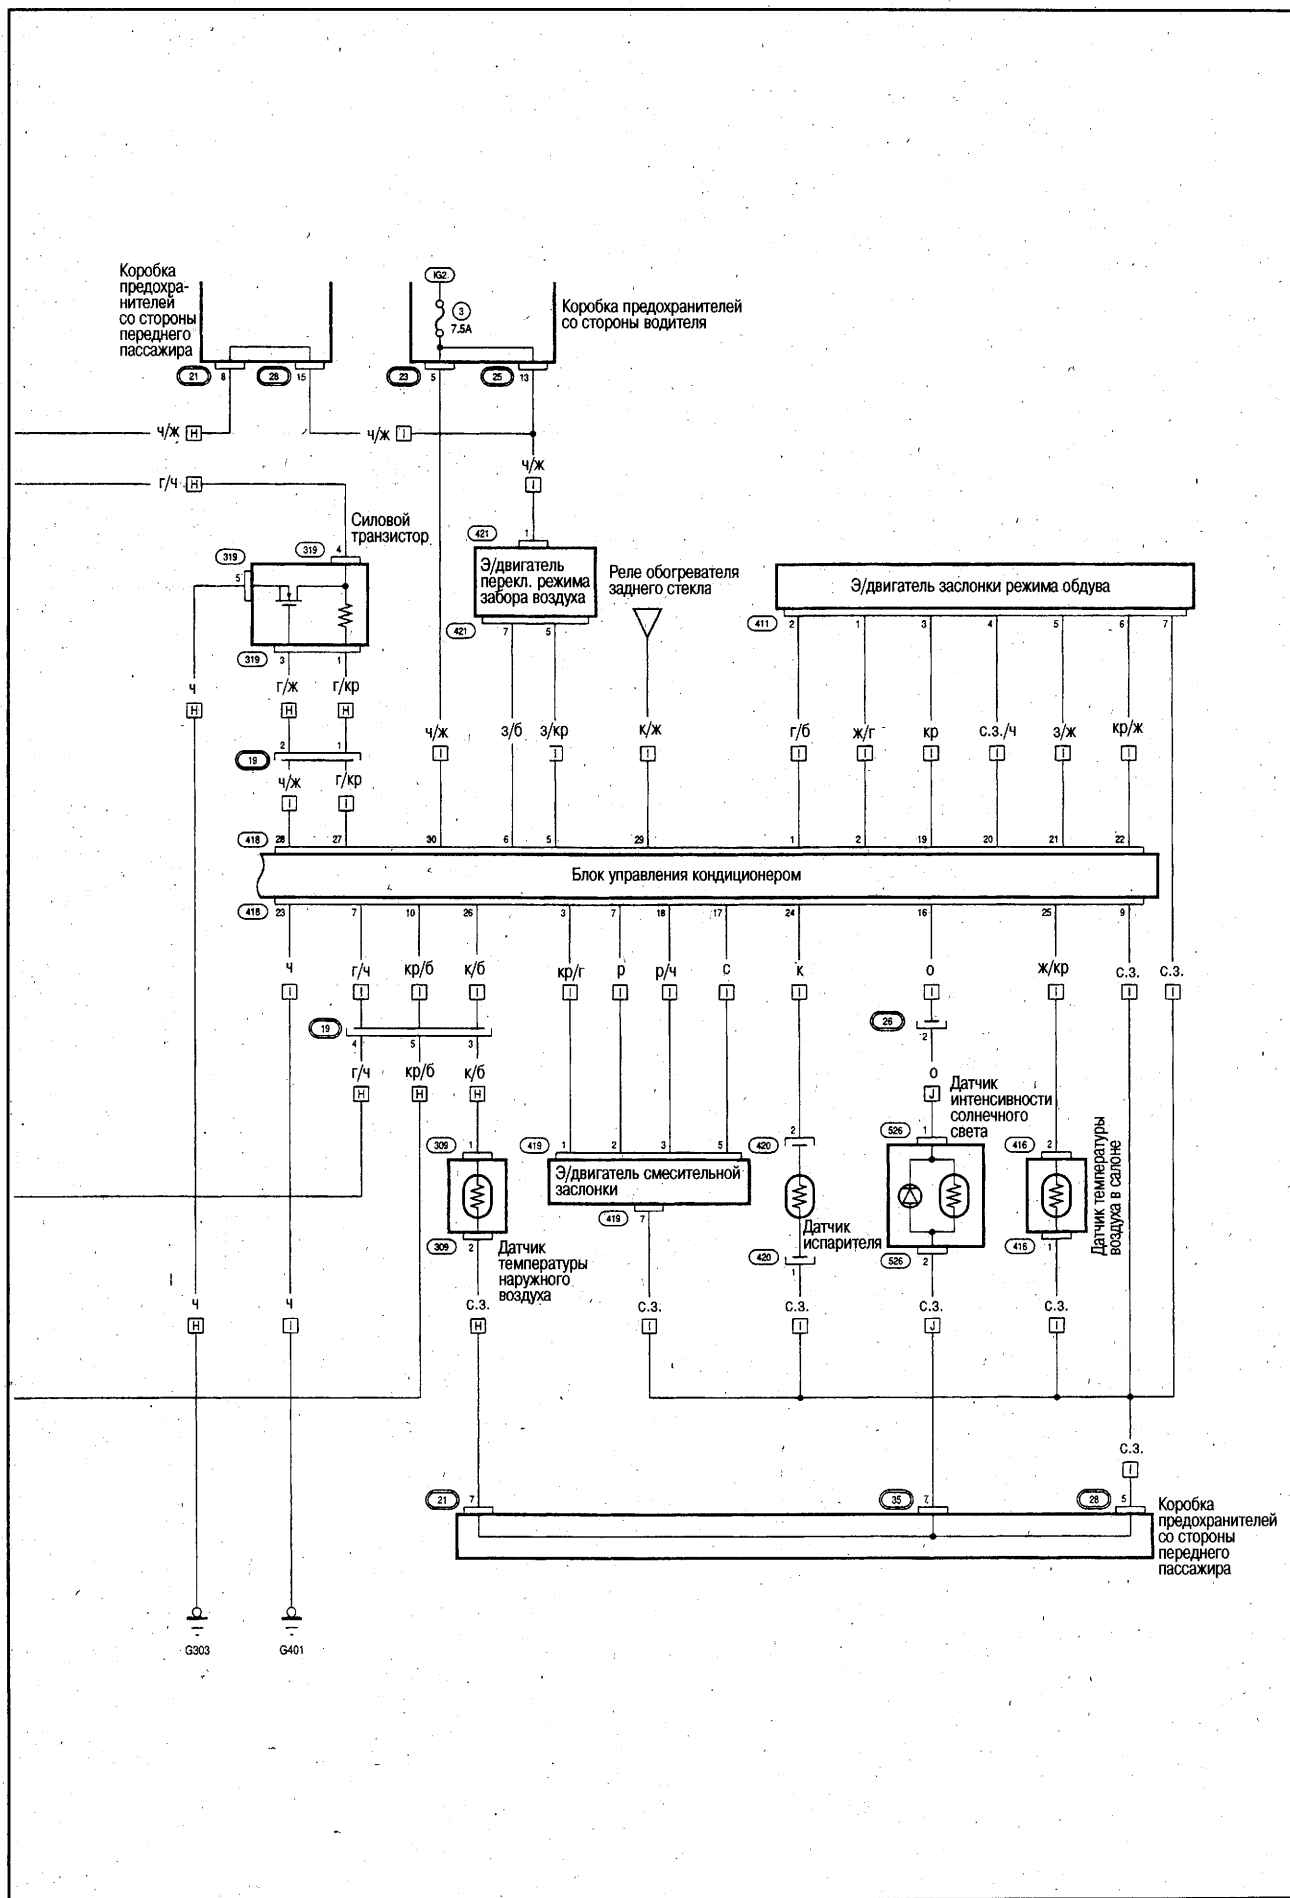 Коробка
предохра-
нителей
со стороны
переднего
пассажира
IG2
3
7.5А
Коробка предохранителей
со стороны водителя
21 8 28 15 23 5 25 13
ч/ж H ч/ж I
ч/ж
I
г/ч H
Силовой
транзистор
319 5 319 4
421 1
Э/двигатель
перекл. режима
забора воздуха
Реле обогревателя
заднего стекла
Э/двигатель заслонки режима обдува
421 7 5
411 2 1 3 4 5 6 7
319 3 1
ч г/ж г/кр
H H H
ч/ж з/б з/кр к/ж г/б ж/г кр с.з./ч з/ж кр/ж
I I I I I I I I I
19 2 1
ч/ж г/кр
I I
418 28 27 30 6 5 29 1 2 19 20 21 22
Блок управления кондиционером
418 23 7 10 26 3 7 18 17 24 16 25 9
ч г/ч кр/б к/б кр/г р р/ч с к о ж/кр с.з. с.з.
I I I I I I I I I I I I I
19 4 5 3
26 2
г/ч кр/б к/б о
H H H J
Датчик
интенсивности
солнечного
света
309 1 419 1 2 3 5 420 2 526 1 416 2
Э/двигатель смесительной
заслонки
Датчик температуры
воздуха в салоне
419 7
Датчик
испарителя
309 2 420 1 526 2 416 1
Датчик
температуры
наружного
воздуха
ч ч с.з. с.з. с.з. с.з. с.з.
H I H I I J I
с.з.
I
21 7 35 7 28 5
Коробка
предохранителей
со стороны
переднего
пассажира
G303 G401